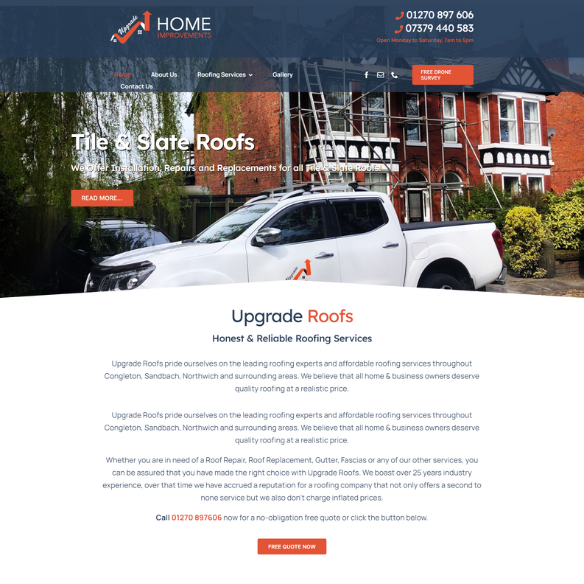 Upgrade
HOME
IMPROVEMENTS
01270 897 606
07379 440 583
Open Monday to Saturday, 7am to 5pm
Home
About Us
Roofing Services
Gallery
Contact Us
FREE DRONE
SURVEY
Tile & Slate Roofs
We Offer Installation, Repairs and Replacements for all Tile & Slate Roofs!
READ MORE...
Upgrade
Upgrade Roofs
Honest & Reliable Roofing Services
Upgrade Roofs pride ourselves on the leading roofing experts and affordable roofing services throughout
Congleton, Sandbach, Northwich and surrounding areas. We believe that all home & business owners deserve
quality roofing at a realistic price.
Upgrade Roofs pride ourselves on the leading roofing experts and affordable roofing services throughout
Congleton, Sandbach, Northwich and surrounding areas. We believe that all home & business owners deserve
quality roofing at a realistic price.
Whether you are in need of a Roof Repair, Roof Replacement, Gutter, Fascias or any of our other services, you
can be assured that you have made the right choice with Upgrade Roofs. We boast over 25 years industry
experience, over that time we have accrued a reputation for a roofing company that not only offers a second to
none service but we also don't charge inflated prices.
Call 01270 897606 now for a no-obligation free quote or click the button below.
FREE QUOTE NOW